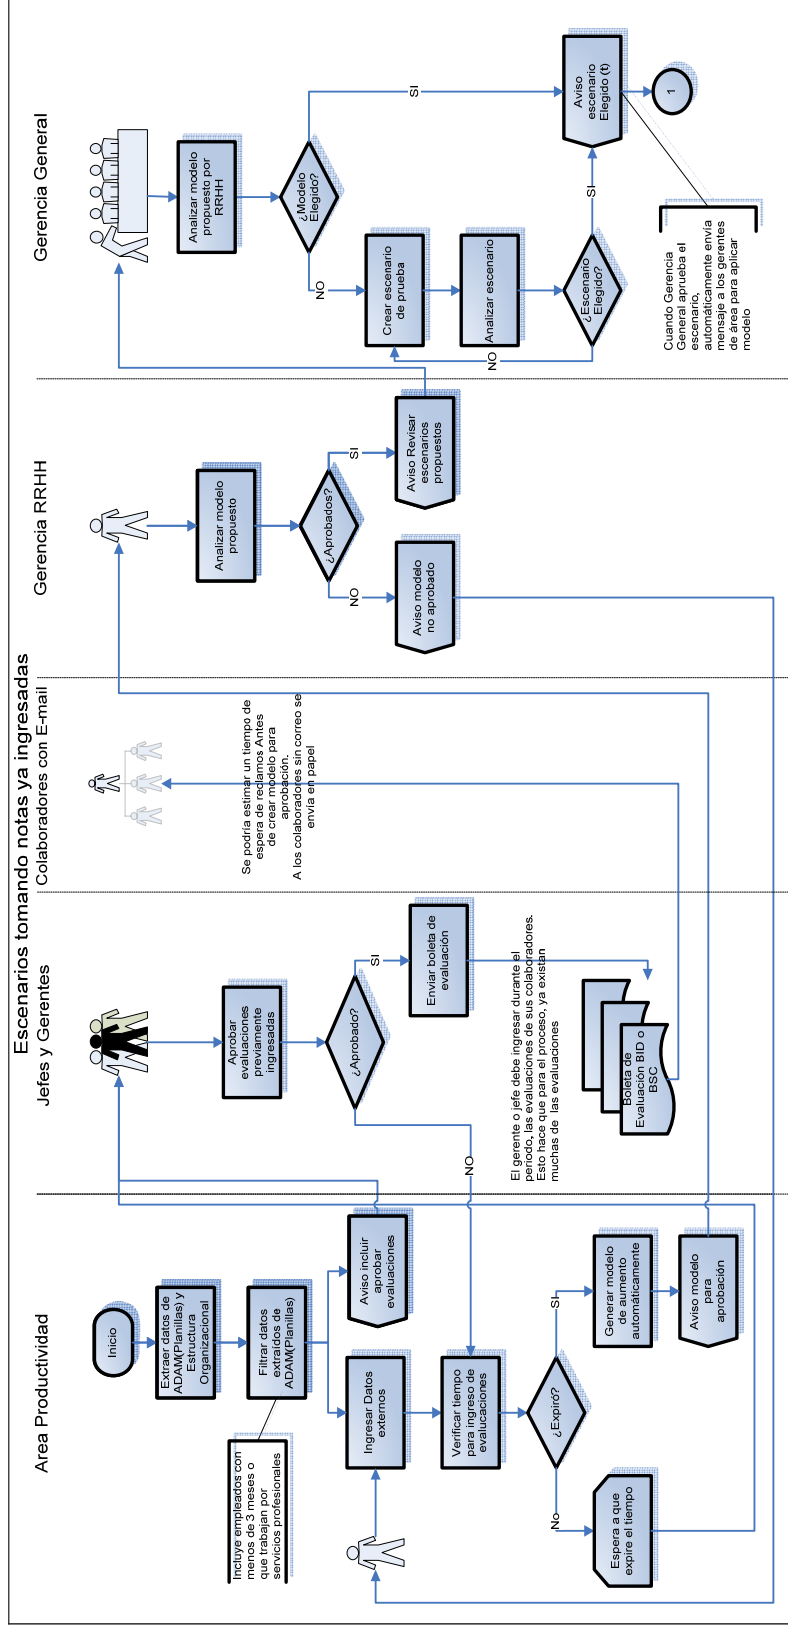 Escenarios tomando notas ya ingresadas
Area Productividad
Jefes y Gerentes
Colaboradores con E-mail
Gerencia RRHH
Gerencia General
Inicio
Extraer datos de
ADAM(Planillas) y
Estructura
Organizacional
Filtrar datos
extraídos de
ADAM(Planillas)
Incluye empleados con
menos de 3 meses o
que trabajan por
servicios profesionales
Aviso incluir
aprobar
evaluaciones
Ingresar Datos
externos
Verificar tiempo
para ingreso de
evalucaciones
¿Expiró?
No
SI
Espera a que
expire el tiempo
Generar modelo
de aumento
automáticamente
Aviso modelo
para
aprobación
Aprobar
evaluaciones
previamente
ingresadas
¿Aprobado?
SI
NO
Enviar boleta de
evaluación
El gerente o jefe debe ingresar durante el
periodo, las evaluaciones de sus colaboradores.
Esto hace que para el proceso, ya existan
muchas de las evaluaciones
Boleta de
Evaluación BID o
BSC
Se podría estimar un tiempo de
espera de reclamos Antes
de crear modelo para
aprobación.
A los colaboradores sin correo se
envía en papel
Analizar modelo
propuesto
¿Aprobados?
NO
SI
Aviso modelo
no aprobado
Aviso Revisar
escenarios
propuestos
Analizar modelo
propuesto por
RRHH
¿Modelo
Elegido?
NO
SI
Crear escenario
de prueba
Analizar escenario
¿Escenario
Elegido?
NO
SI
Aviso
escenario
Elegido (t)
1
Cuando Gerencia
General aprueba el
escenario,
automáticamente envía
mensaje a los gerentes
de área para aplicar
modelo